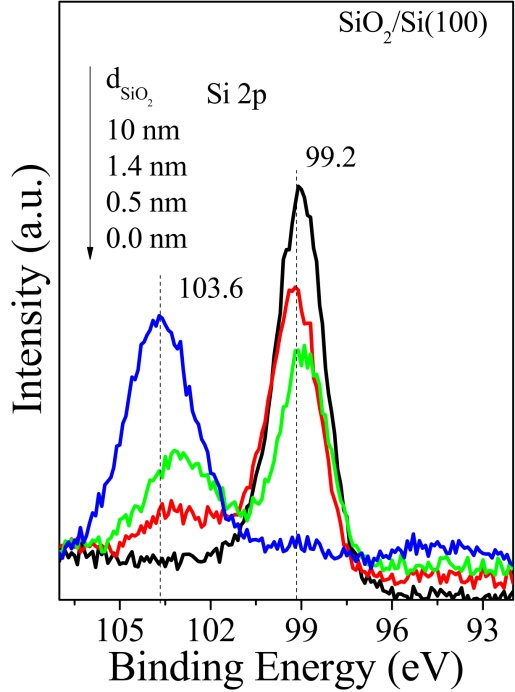 SiO₂/Si(100)
d_SiO₂
Si 2p
10 nm
1.4 nm
0.5 nm
0.0 nm
99.2
103.6
Intensity (a.u.)
105 102 99 96 93
Binding Energy (eV)